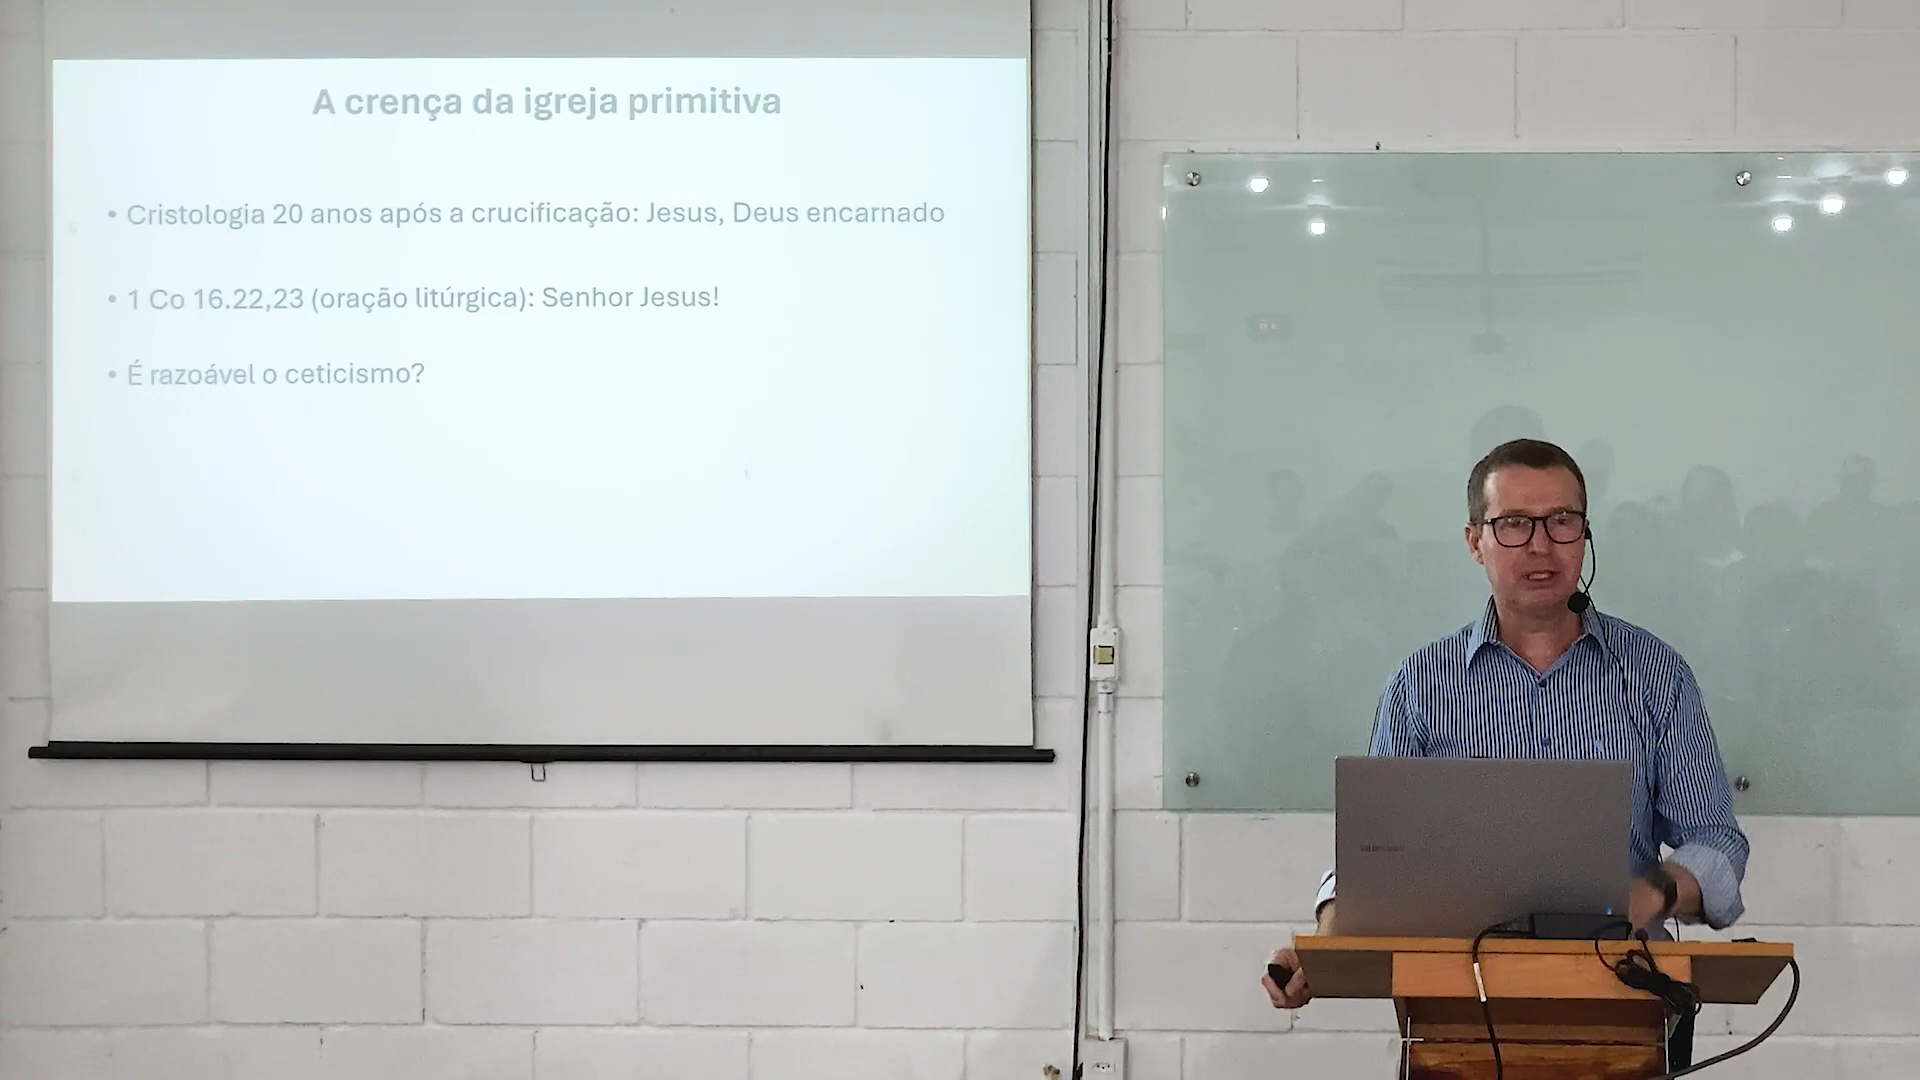 A crença da igreja primitiva
• Cristologia 20 anos após a crucificação: Jesus, Deus encarnado
• 1 Co 16.22,23 (oração litúrgica): Senhor Jesus!
• É razoável o ceticismo?